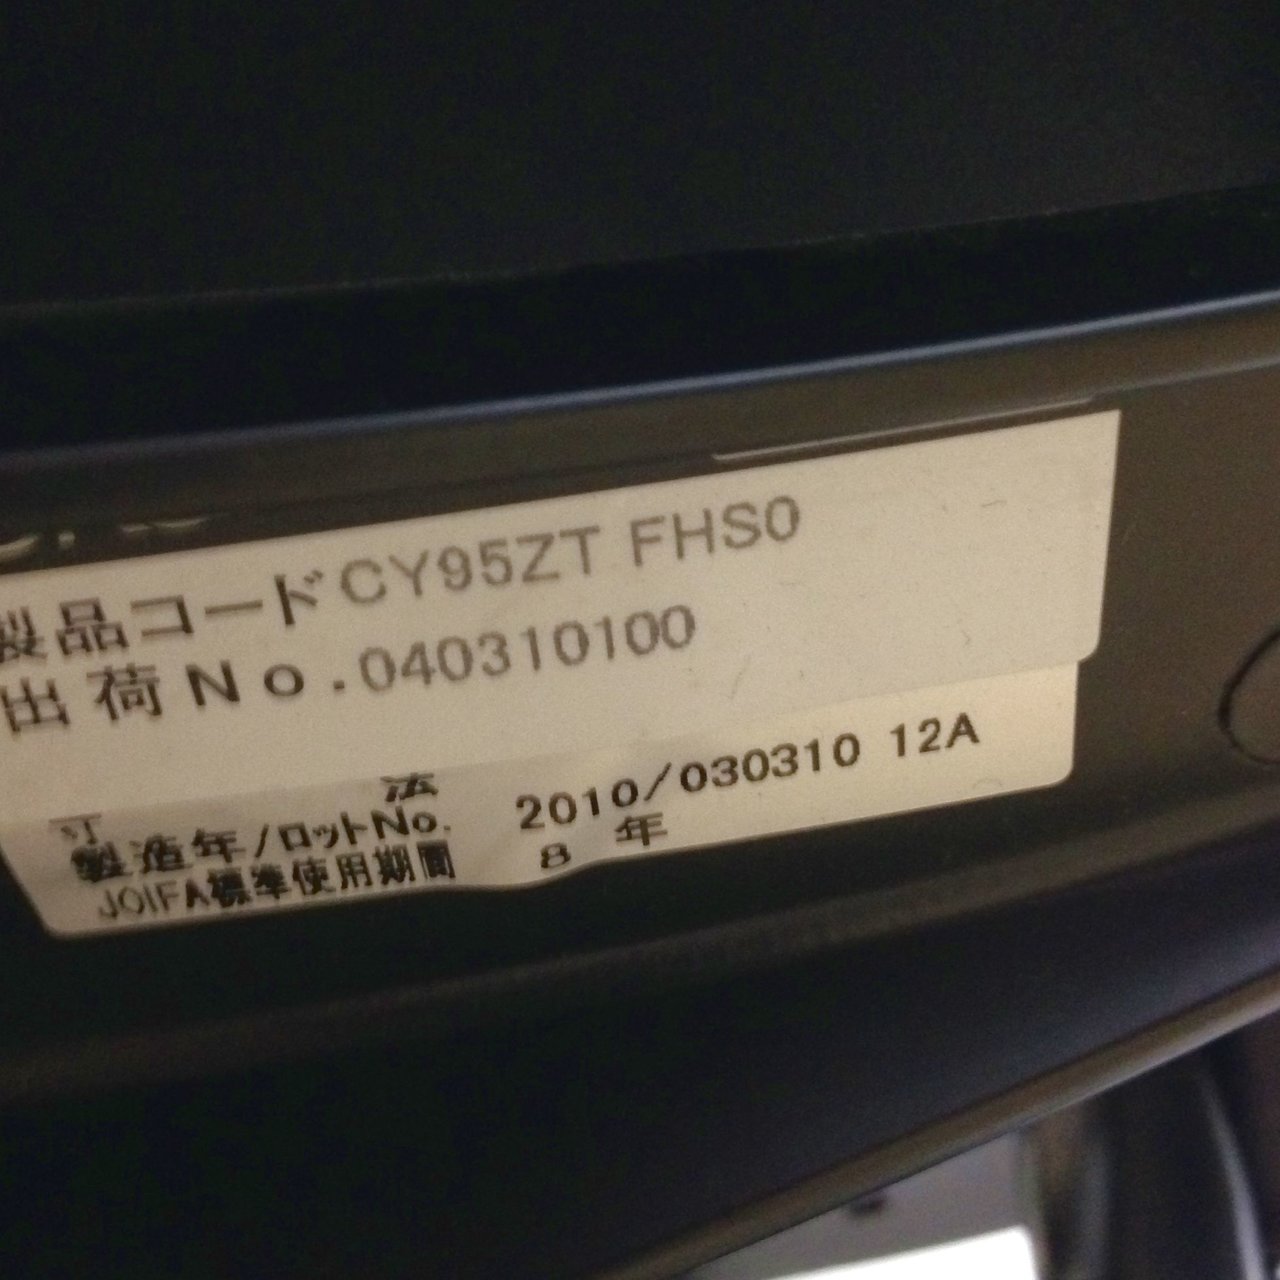 製品コードCY95ZT FHS0
出荷No.040310100
寸 法
製造年/ロットNo. 2010/030310 12A
JOIFA標準使用期間 8 年